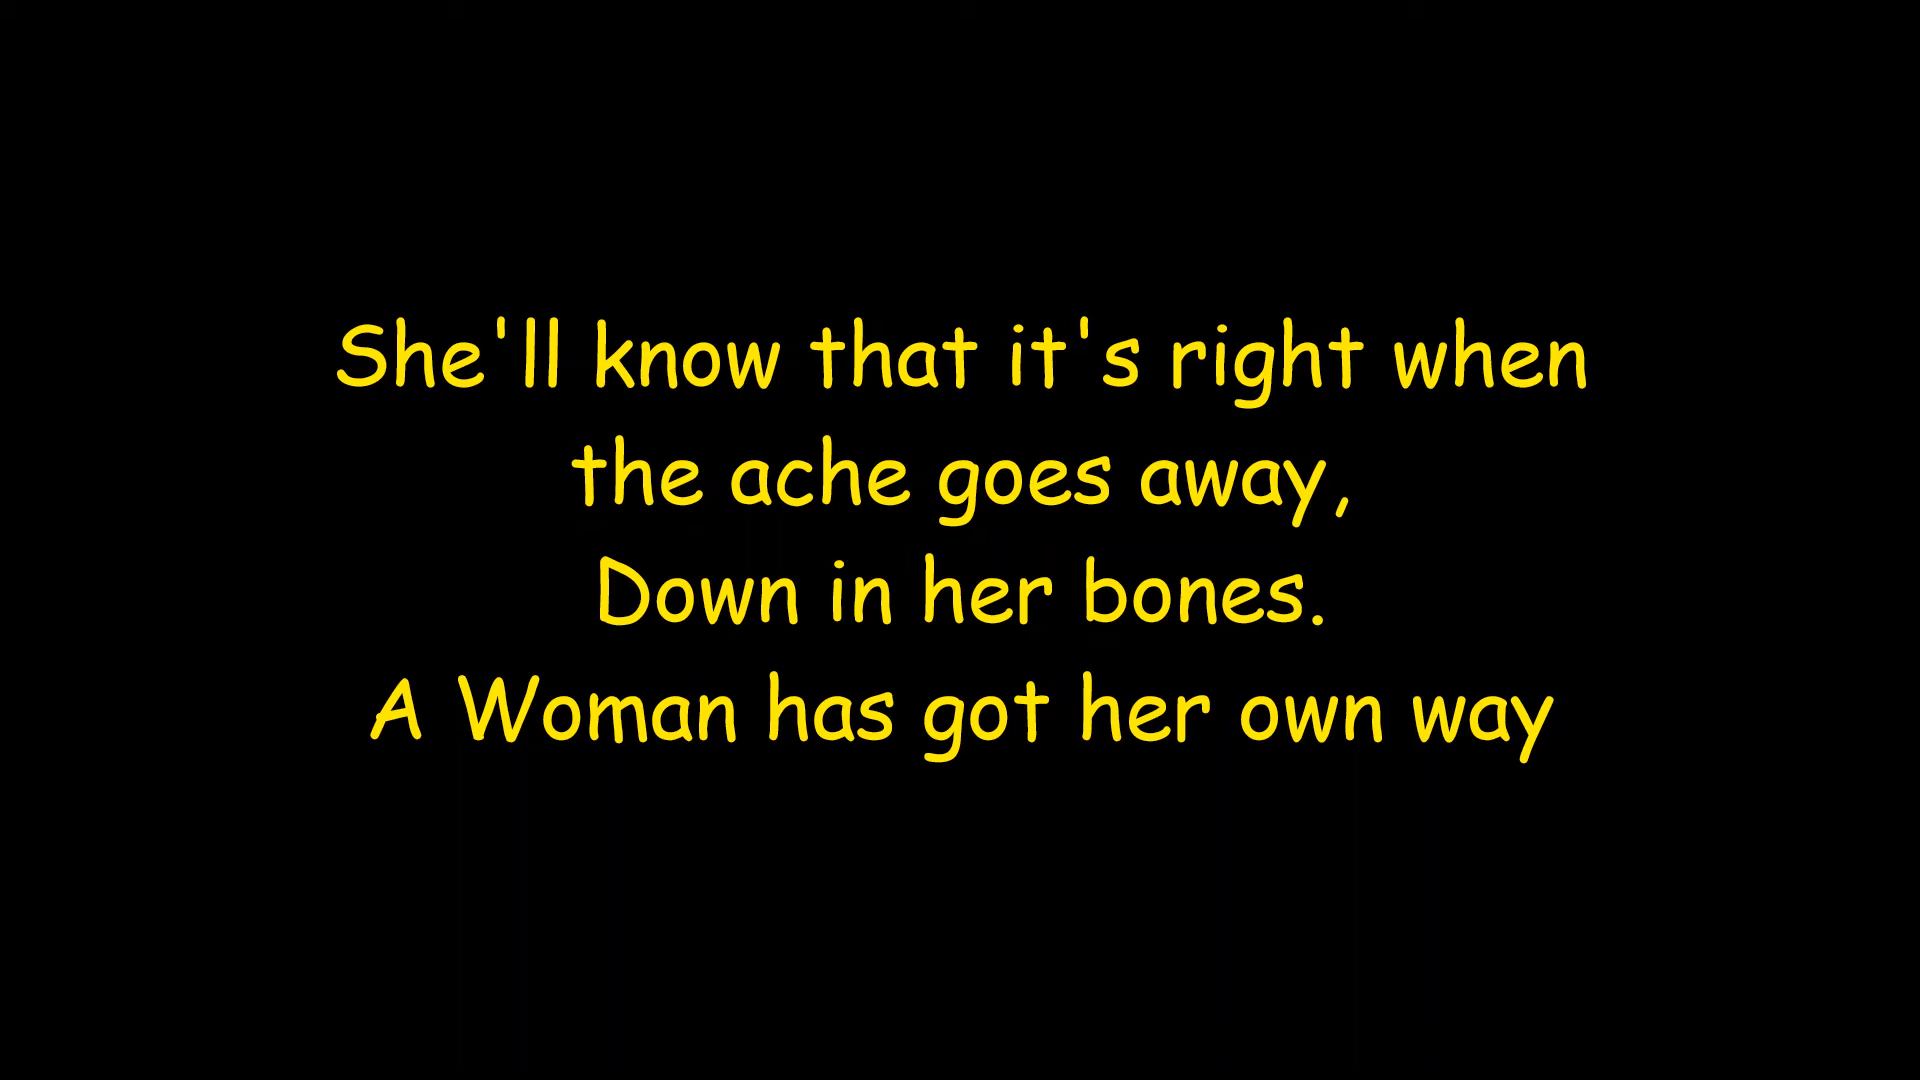 She'll know that it's right when
the ache goes away,
Down in her bones.
A Woman has got her own way